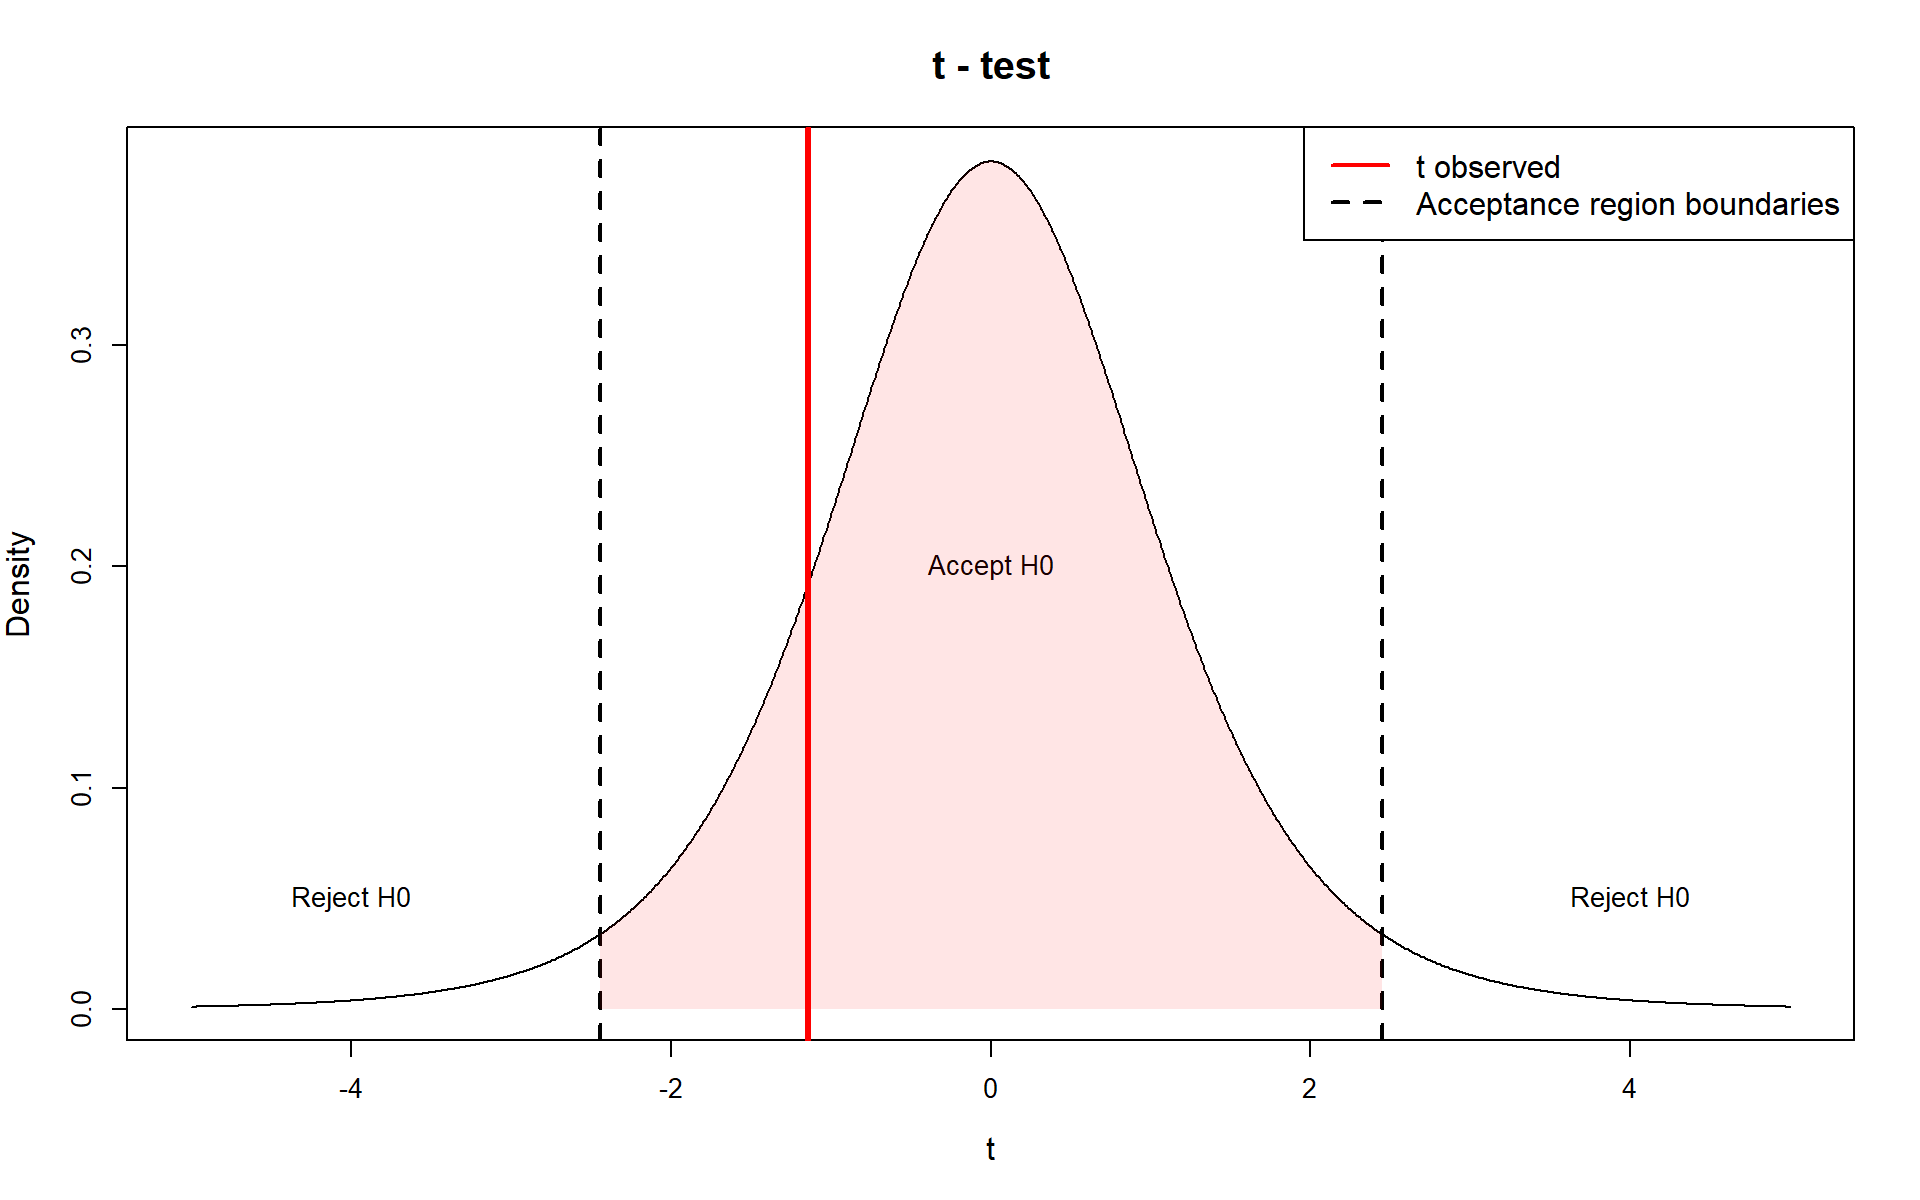 t - test
t observed
Acceptance region boundaries
0.3
0.2
0.1
0.0
Density
Accept H0
Reject H0
Reject H0
-4
-2
0
2
4
t